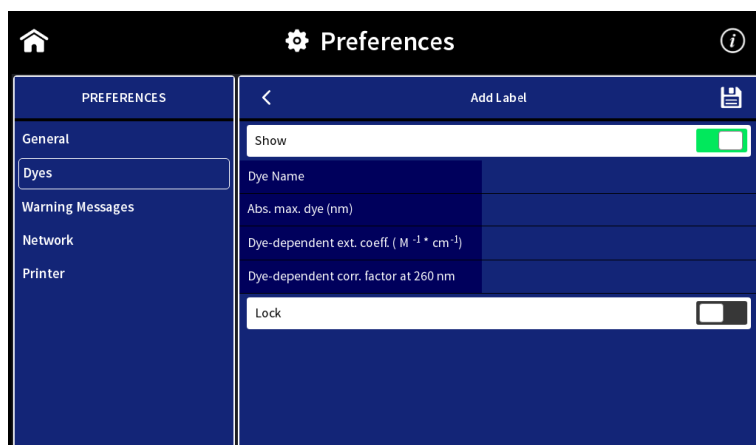 Preferences
PREFERENCES
General
Dyes
Warning Messages
Network
Printer
Add Label
Show
Dye Name
Abs. max. dye (nm)
Dye-dependent ext. coeff. ( M ⁻¹ * cm⁻¹)
Dye-dependent corr. factor at 260 nm
Lock